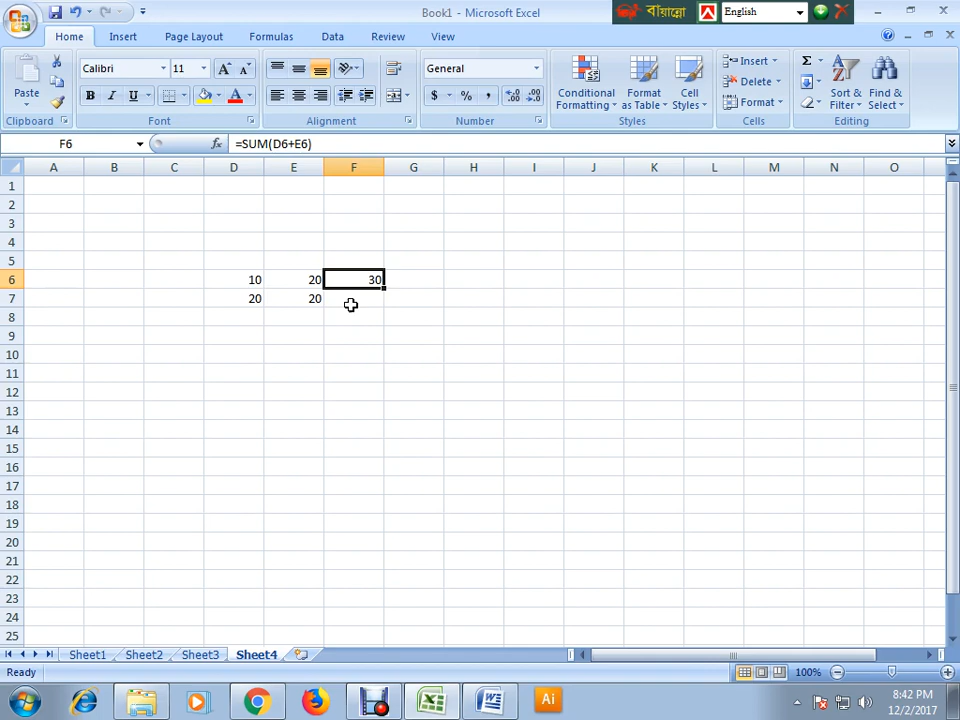 Book1 - Microsoft Excel
বায়ান্নো
English
Home Insert Page Layout Formulas Data Review View
Paste
Calibri 11
B I U
General
$ % ,
Conditional Formatting
Format as Table
Cell Styles
Insert
Delete
Format
Sort & Filter
Find & Select
Clipboard Font Alignment Number Styles Cells Editing
F6 fx =SUM(D6+E6)
A B C D E F G H I J K L M N O
1
2
3
4
5
6 10 20 30
7 20 20
8
9
10
11
12
13
14
15
16
17
18
19
20
21
22
23
24
25
Sheet1 Sheet2 Sheet3 Sheet4
Ready 100%
Ai
8:42 PM
12/2/2017